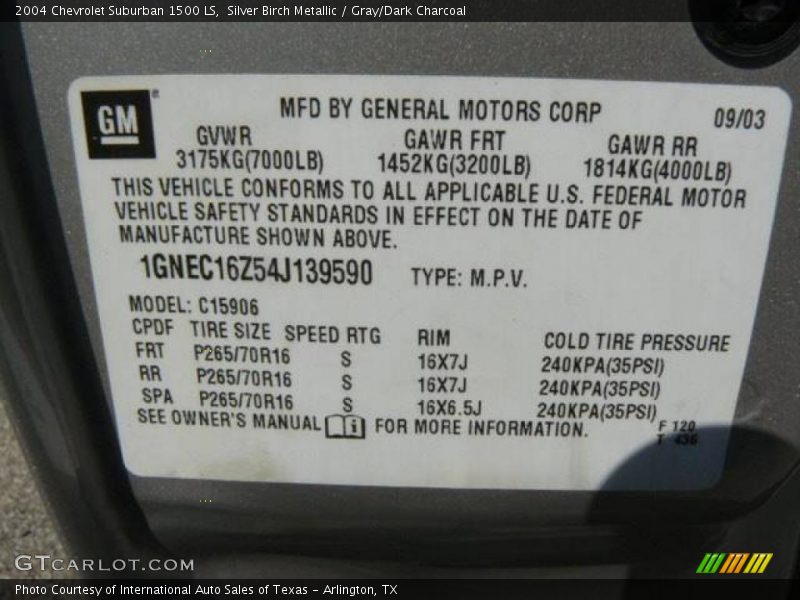 2004 Chevrolet Suburban 1500 LS, Silver Birch Metallic / Gray/Dark Charcoal
GM®
MFD BY GENERAL MOTORS CORP 09/03
GVWR GAWR FRT GAWR RR
3175KG(7000LB) 1452KG(3200LB) 1814KG(4000LB)
THIS VEHICLE CONFORMS TO ALL APPLICABLE U.S. FEDERAL MOTOR
VEHICLE SAFETY STANDARDS IN EFFECT ON THE DATE OF
MANUFACTURE SHOWN ABOVE.
1GNEC16Z54J139590 TYPE: M.P.V.
MODEL: C15906
CPDF TIRE SIZE SPEED RTG RIM COLD TIRE PRESSURE
FRT P265/70R16 S 16X7J 240KPA(35PSI)
RR P265/70R16 S 16X7J 240KPA(35PSI)
SPA P265/70R16 S 16X6.5J 240KPA(35PSI)
SEE OWNER'S MANUAL i FOR MORE INFORMATION.
F 120
T 436
GTCARLOT.COM
Photo Courtesy of International Auto Sales of Texas - Arlington, TX